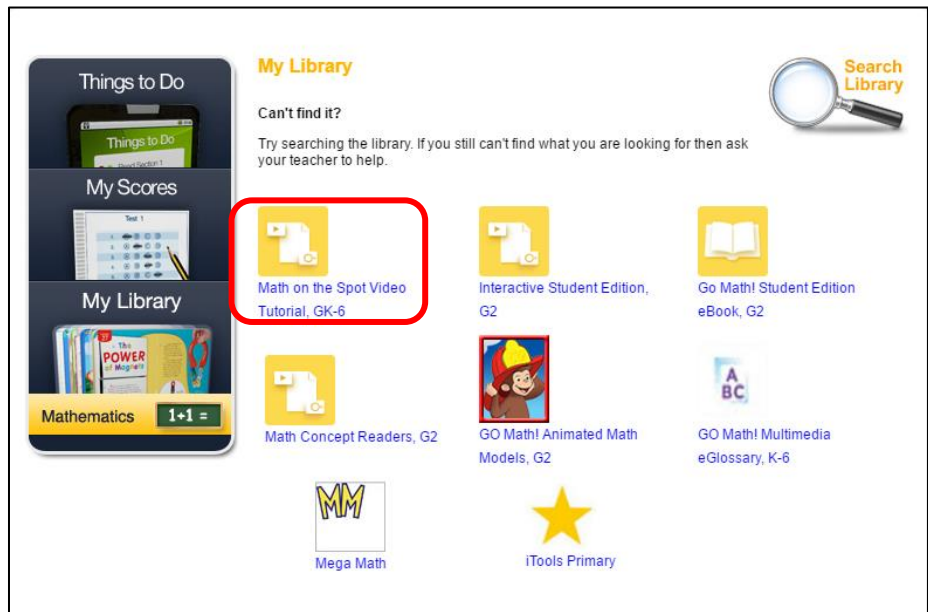 Things to Do
Things to Do
Read Section 1
My Scores
Test 1
My Library
The
POWER
of Magnets
Mathematics
1+1 =
My Library
Search
Library
Can't find it?
Try searching the library. If you still can't find what you are looking for then ask
your teacher to help.
Math on the Spot Video
Tutorial, GK-6
Interactive Student Edition,
G2
Go Math! Student Edition
eBook, G2
Math Concept Readers, G2
GO Math! Animated Math
Models, G2
A
BC
GO Math! Multimedia
eGlossary, K-6
MM
Mega Math
iTools Primary